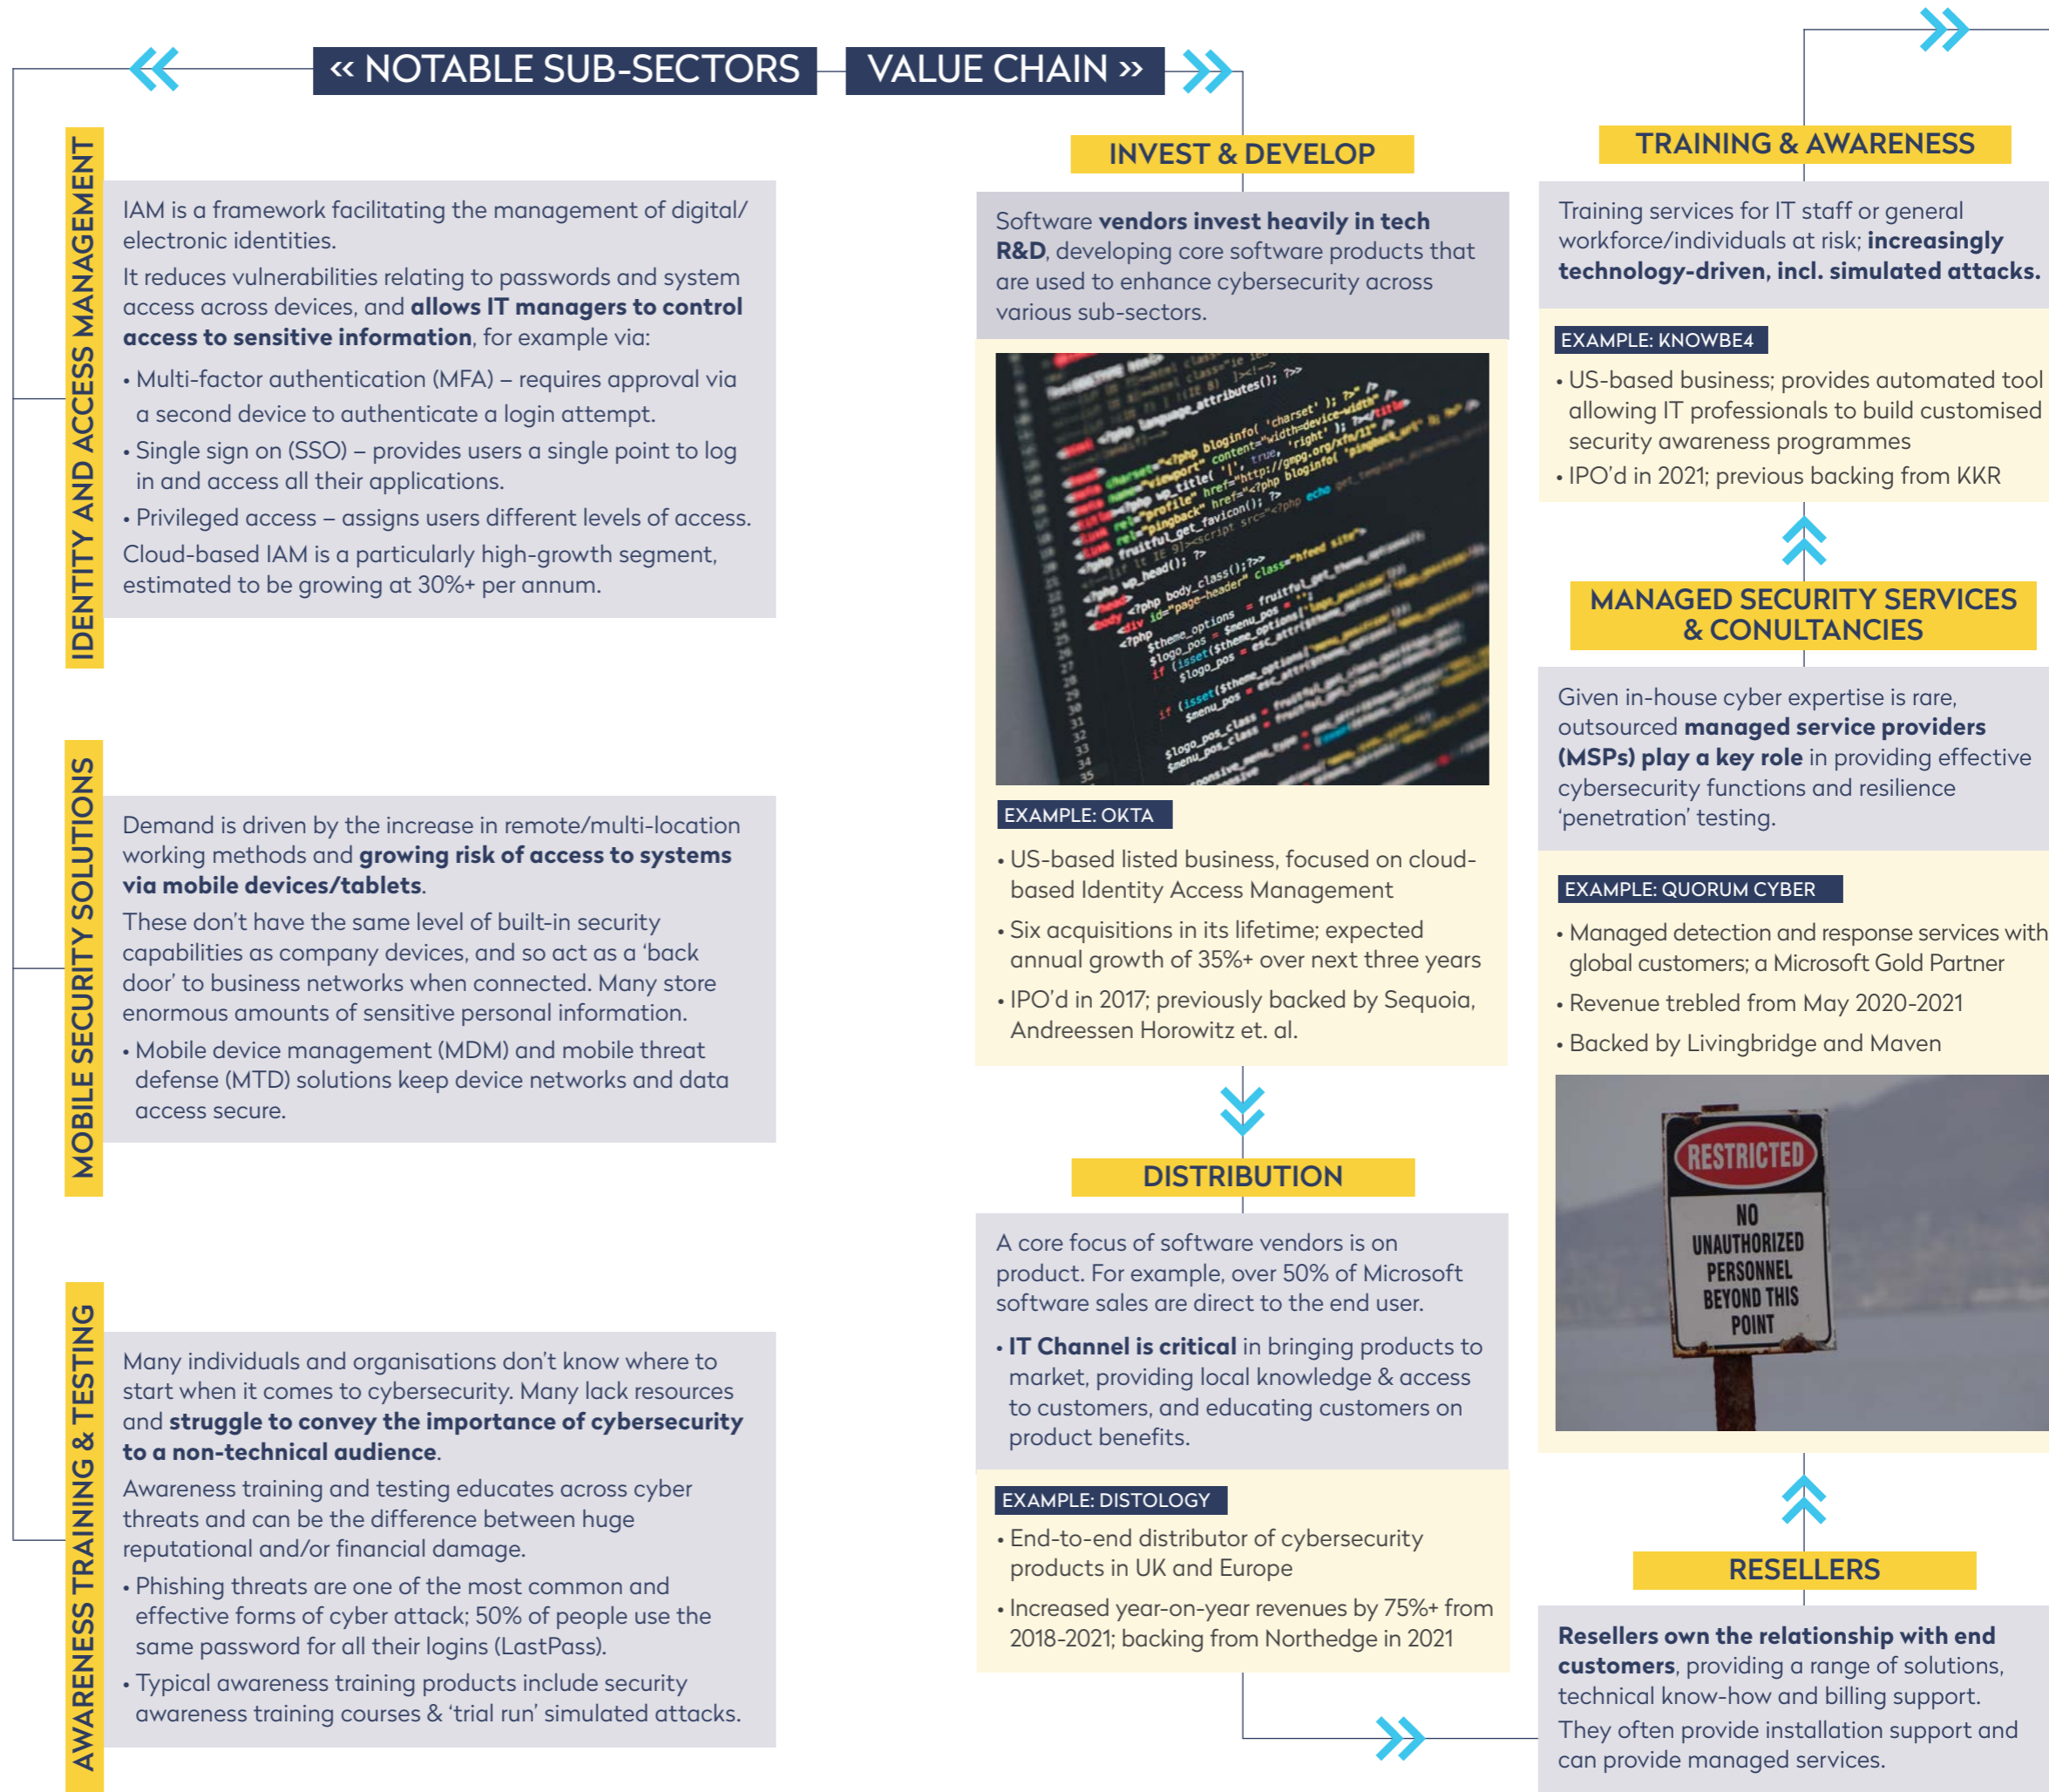 « NOTABLE SUB-SECTORS
VALUE CHAIN »
IDENTITY AND ACCESS MANAGEMENT
IAM is a framework facilitating the management of digital/
electronic identities.
It reduces vulnerabilities relating to passwords and system
access across devices, and allows IT managers to control
access to sensitive information, for example via:
• Multi-factor authentication (MFA) – requires approval via
a second device to authenticate a login attempt.
• Single sign on (SSO) – provides users a single point to log
in and access all their applications.
• Privileged access – assigns users different levels of access.
Cloud-based IAM is a particularly high-growth segment,
estimated to be growing at 30%+ per annum.
MOBILE SECURITY SOLUTIONS
Demand is driven by the increase in remote/multi-location
working methods and growing risk of access to systems
via mobile devices/tablets.
These don’t have the same level of built-in security
capabilities as company devices, and so act as a ‘back
door’ to business networks when connected. Many store
enormous amounts of sensitive personal information.
• Mobile device management (MDM) and mobile threat
defense (MTD) solutions keep device networks and data
access secure.
AWARENESS TRAINING & TESTING
Many individuals and organisations don’t know where to
start when it comes to cybersecurity. Many lack resources
and struggle to convey the importance of cybersecurity
to a non-technical audience.
Awareness training and testing educates across cyber
threats and can be the difference between huge
reputational and/or financial damage.
• Phishing threats are one of the most common and
effective forms of cyber attack; 50% of people use the
same password for all their logins (LastPass).
• Typical awareness training products include security
awareness training courses & ‘trial run’ simulated attacks.
INVEST & DEVELOP
Software vendors invest heavily in tech
R&D, developing core software products that
are used to enhance cybersecurity across
various sub-sectors.
EXAMPLE: OKTA
• US-based listed business, focused on cloud-
based Identity Access Management
• Six acquisitions in its lifetime; expected
annual growth of 35%+ over next three years
• IPO’d in 2017; previously backed by Sequoia,
Andreessen Horowitz et. al.
DISTRIBUTION
A core focus of software vendors is on
product. For example, over 50% of Microsoft
software sales are direct to the end user.
• IT Channel is critical in bringing products to
market, providing local knowledge & access
to customers, and educating customers on
product benefits.
EXAMPLE: DISTOLOGY
• End-to-end distributor of cybersecurity
products in UK and Europe
• Increased year-on-year revenues by 75%+ from
2018-2021; backing from Northedge in 2021
TRAINING & AWARENESS
Training services for IT staff or general
workforce/individuals at risk; increasingly
technology-driven, incl. simulated attacks.
EXAMPLE: KNOWBE4
• US-based business; provides automated tool
allowing IT professionals to build customised
security awareness programmes
• IPO’d in 2021; previous backing from KKR
MANAGED SECURITY SERVICES
& CONULTANCIES
Given in-house cyber expertise is rare,
outsourced managed service providers
(MSPs) play a key role in providing effective
cybersecurity functions and resilience
‘penetration’ testing.
EXAMPLE: QUORUM CYBER
• Managed detection and response services with
global customers; a Microsoft Gold Partner
• Revenue trebled from May 2020-2021
• Backed by Livingbridge and Maven
RESTRICTED
NO
UNAUTHORIZED
PERSONNEL
BEYOND THIS
POINT
RESELLERS
Resellers own the relationship with end
customers, providing a range of solutions,
technical know-how and billing support.
They often provide installation support and
can provide managed services.